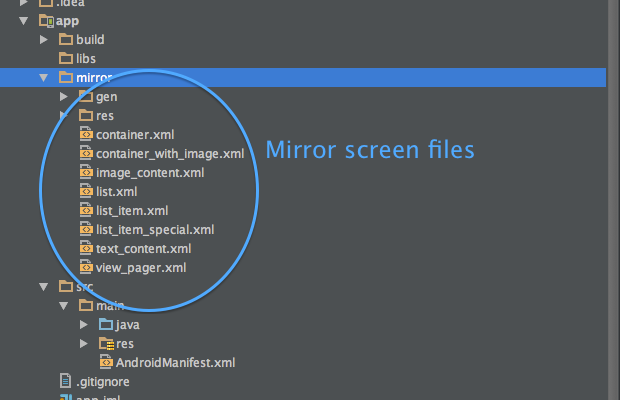 .idea
app
build
libs
mirror
gen
res
container.xml
container_with_image.xml
Mirror screen files
image_content.xml
list.xml
list_item.xml
list_item_special.xml
text_content.xml
view_pager.xml
src
main
java
res
AndroidManifest.xml
.gitignore
app.iml